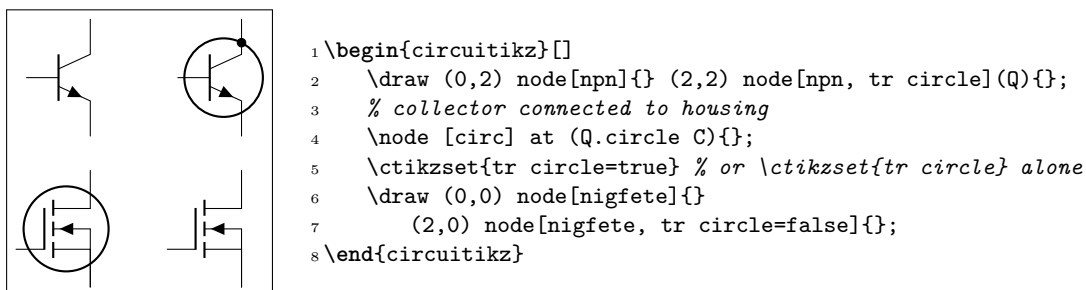 1 \begin{circuitikz}[]
2     \draw (0,2) node[npn]{} (2,2) node[npn, tr circle](Q){};
3     % collector connected to housing
4     \node [circ] at (Q.circle C){};
5     \ctikzset{tr circle=true} % or \ctikzset{tr circle} alone
6     \draw (0,0) node[nigfete]{}
7        (2,0) node[nigfete, tr circle=false]{};
8 \end{circuitikz}